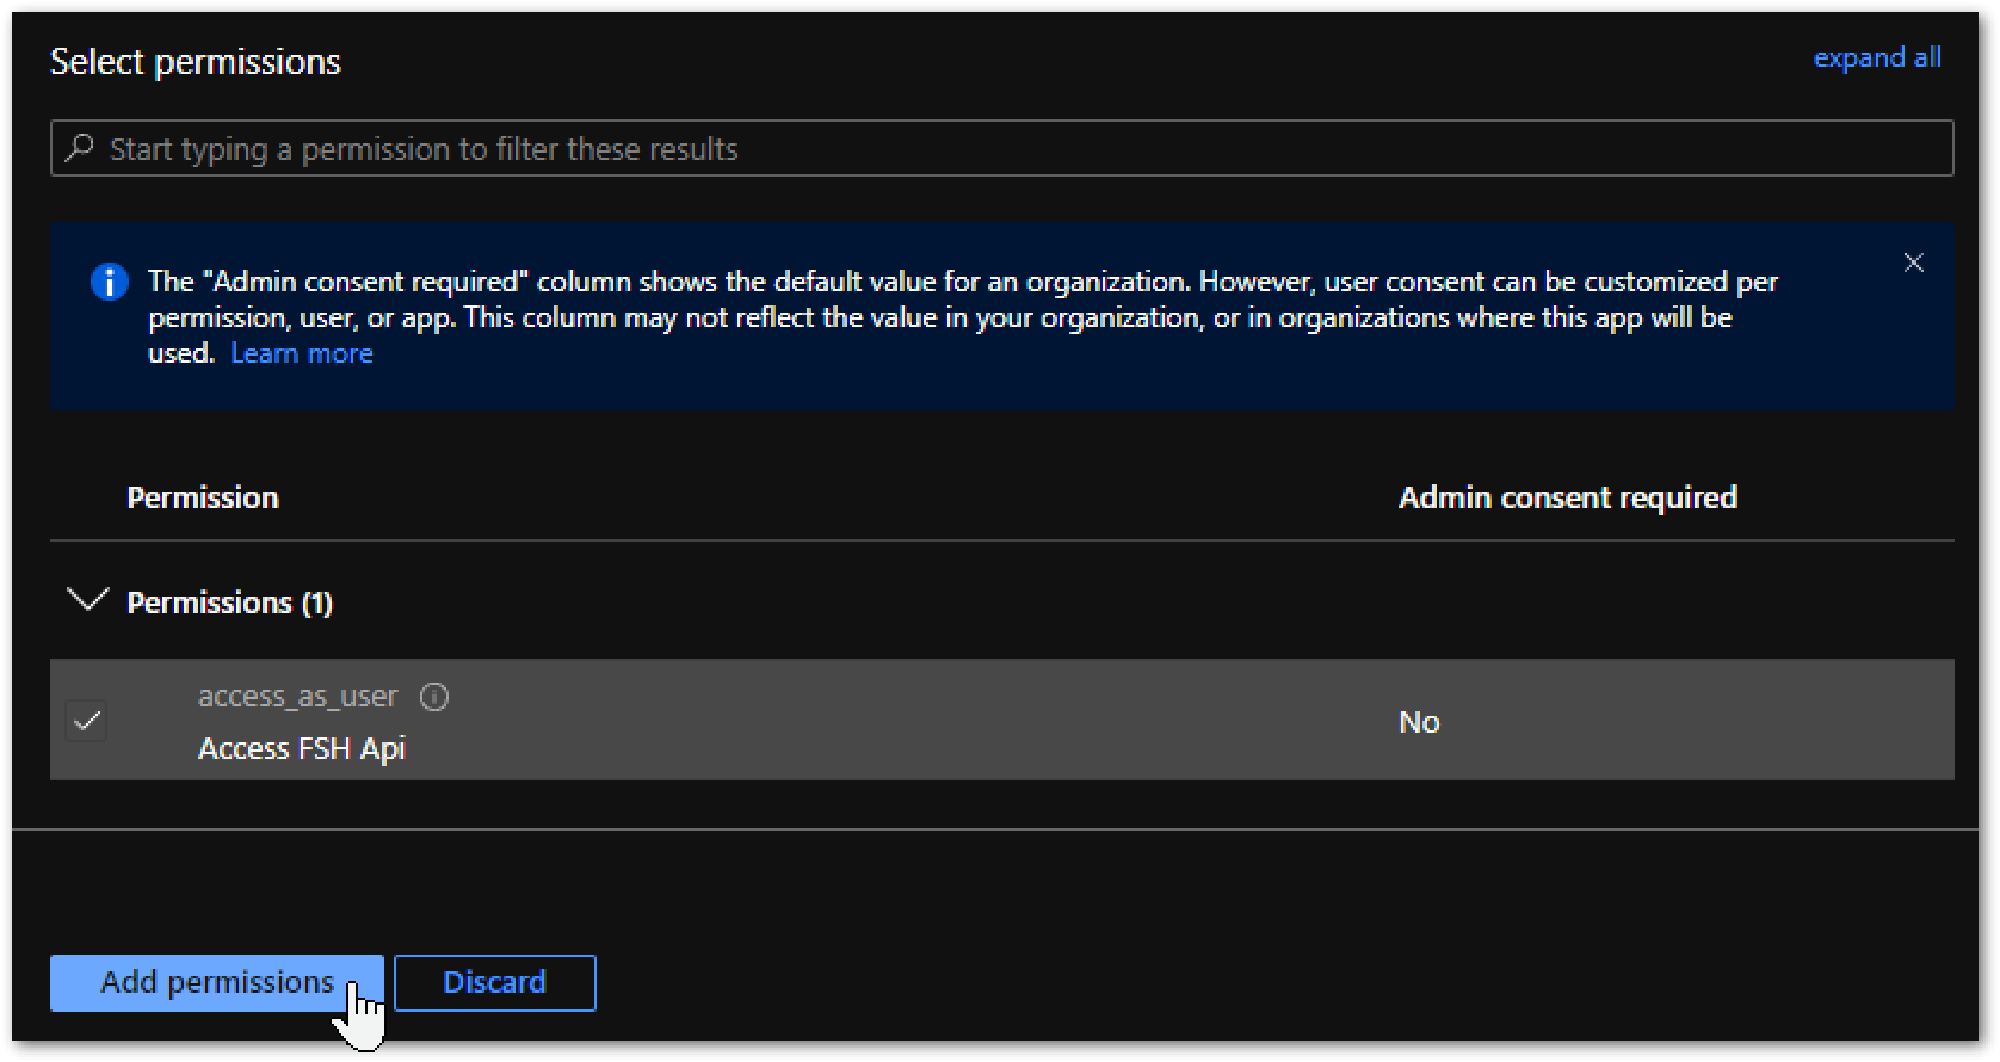 Select permissions
expand all
Start typing a permission to filter these results
The "Admin consent required" column shows the default value for an organization. However, user consent can be customized per
permission, user, or app. This column may not reflect the value in your organization, or in organizations where this app will be
used. Learn more
Permission
Admin consent required
Permissions (1)
access_as_user
Access FSH Api
No
Add permissions
Discard